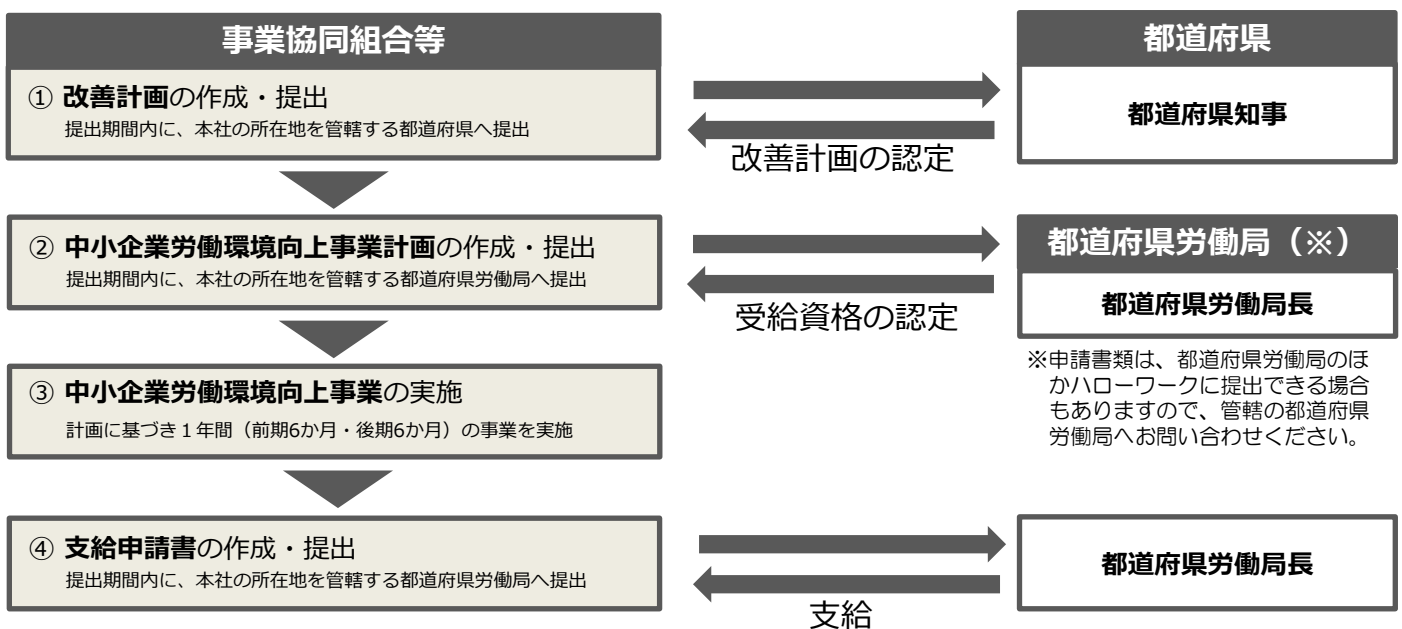 事業協同組合等
都道府県
① 改善計画の作成・提出
提出期間内に、本社の所在地を管轄する都道府県へ提出
都道府県知事
改善計画の認定
② 中小企業労働環境向上事業計画の作成・提出
提出期間内に、本社の所在地を管轄する都道府県労働局へ提出
都道府県労働局（※）
都道府県労働局長
受給資格の認定
※申請書類は、都道府県労働局のほ
かハローワークに提出できる場合
もありますので、管轄の都道府県
労働局へお問い合わせください。
③ 中小企業労働環境向上事業の実施
計画に基づき１年間（前期6か月・後期6か月）の事業を実施
④ 支給申請書の作成・提出
提出期間内に、本社の所在地を管轄する都道府県労働局へ提出
都道府県労働局長
支給